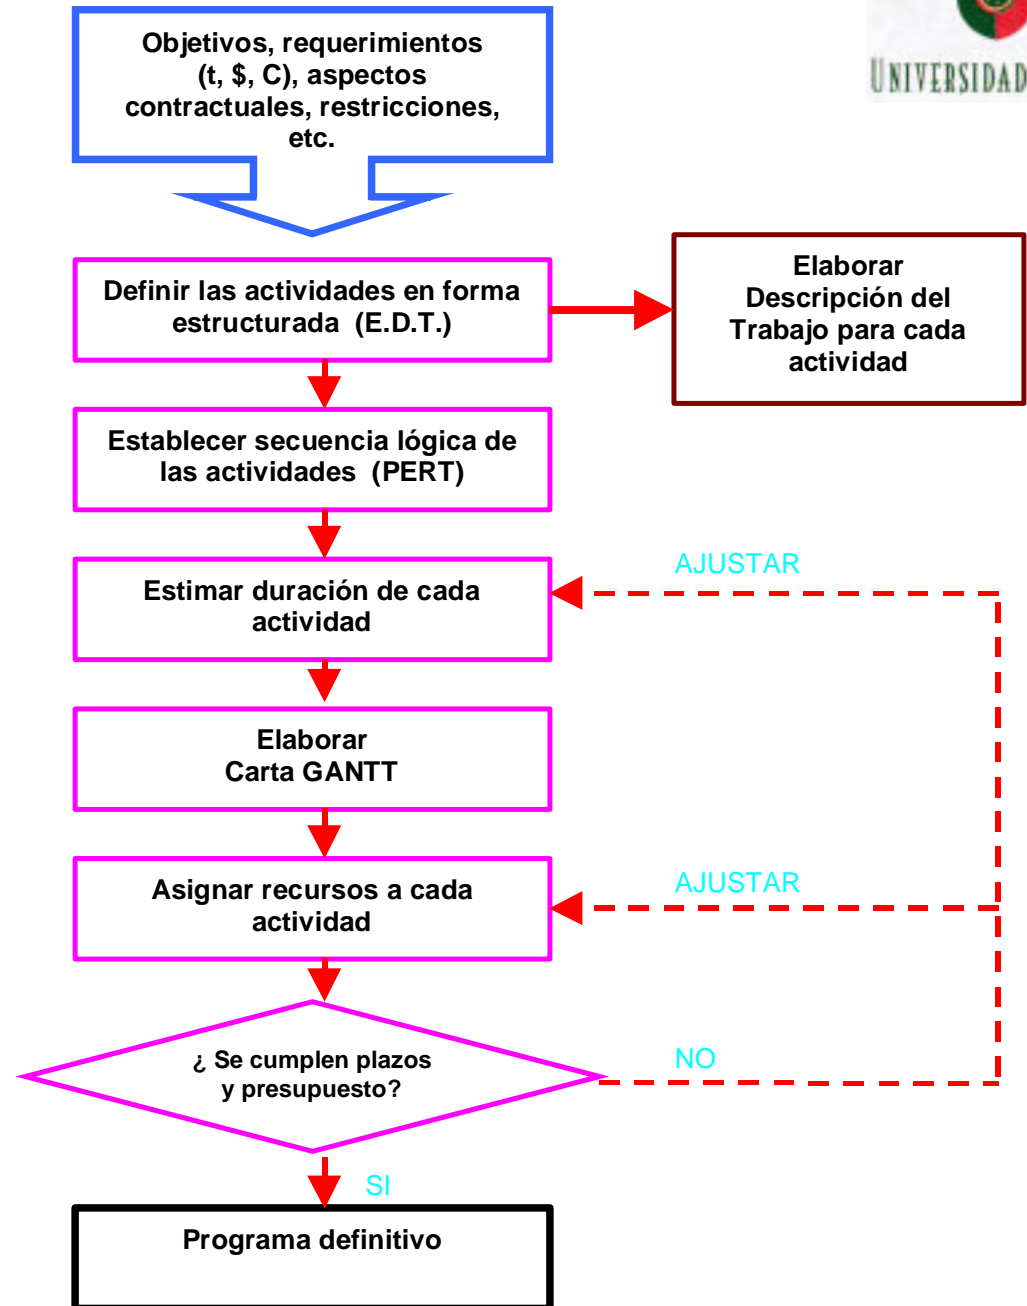 UNIVERSIDAD
Objetivos, requerimientos
(t, $, C), aspectos
contractuales, restricciones,
etc.
Definir las actividades en forma
estructurada (E.D.T.)
Elaborar
Descripción del
Trabajo para cada
actividad
Establecer secuencia lógica de
las actividades (PERT)
AJUSTAR
Estimar duración de cada
actividad
Elaborar
Carta GANTT
AJUSTAR
Asignar recursos a cada
actividad
¿ Se cumplen plazos
y presupuesto?
NO
SI
Programa definitivo